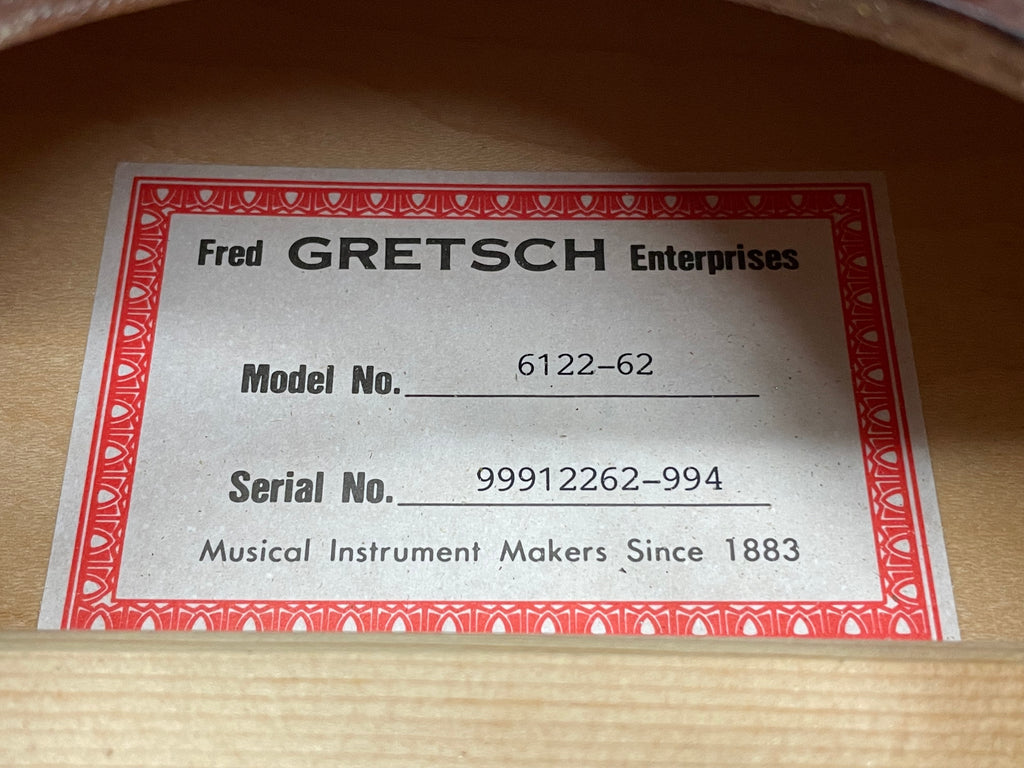 Fred GRETSCH Enterprises
Model No. 6122-62
Serial No. 99912262-994
Musical Instrument Makers Since 1883